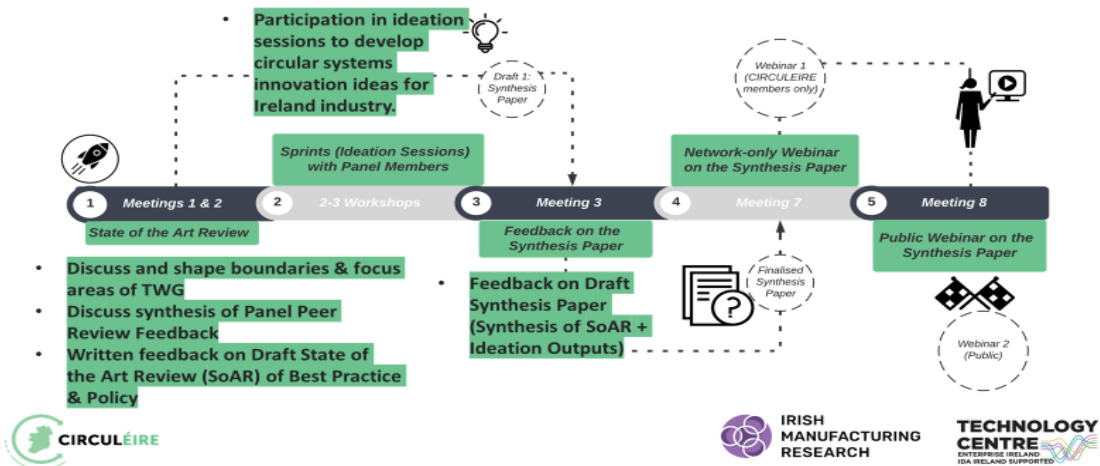 • Participation in ideation
sessions to develop
circular systems
innovation ideas for
Ireland industry.
Draft 1:
Synthesis
Paper
Webinar 1
(CIRCULEIRE
members only)
Sprints (Ideation Sessions)
with Panel Members
Network-only Webinar
on the Synthesis Paper
1 Meetings 1 & 2
2 2-3 Workshops
3 Meeting 3
4 Meeting 7
5 Meeting 8
State of the Art Review
Feedback on the
Synthesis Paper
Public Webinar on the
Synthesis Paper
• Discuss and shape boundaries & focus
areas of TWG
• Discuss synthesis of Panel Peer
Review Feedback
• Written feedback on Draft State of
the Art Review (SoAR) of Best Practice
& Policy
• Feedback on Draft
Synthesis Paper
(Synthesis of SoAR +
Ideation Outputs)
?
Finalised
Synthesis
Paper
Webinar 2
(Public)
CIRCULÉIRE
IRISH
MANUFACTURING
RESEARCH
TECHNOLOGY
CENTRE
ENTERPRISE IRELAND
IDA IRELAND SUPPORTED